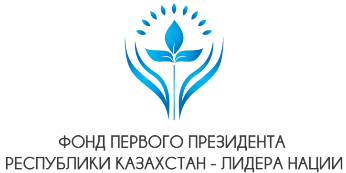 ФОНД ПЕРВОГО ПРЕЗИДЕНТА
РЕСПУБЛИКИ КАЗАХСТАН - ЛИДЕРА НАЦИИ